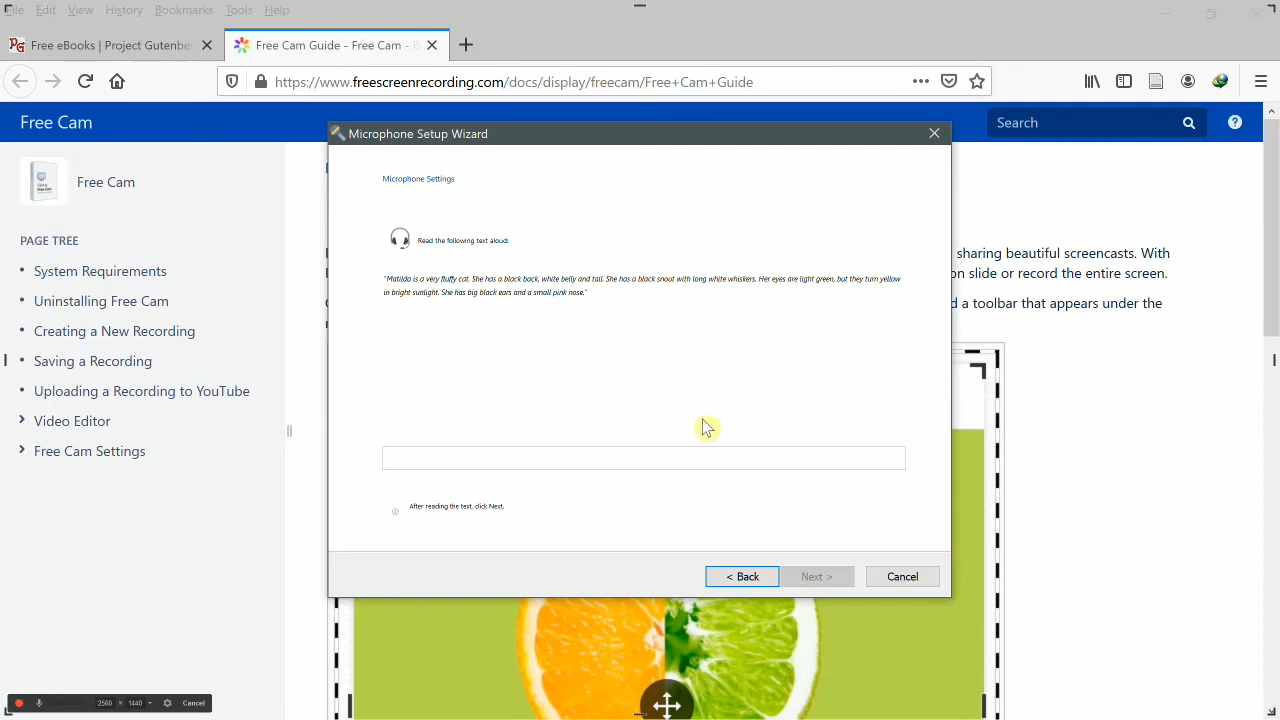 File Edit View History Bookmarks Tools Help
Free eBooks | Project Gutenbe
Free Cam Guide - Free Cam - iS
https://www.freescreenrecording.com/docs/display/freecam/Free+Cam+Guide
Free Cam
Search
Free Cam
PAGE TREE
System Requirements
Uninstalling Free Cam
Creating a New Recording
Saving a Recording
Uploading a Recording to YouTube
Video Editor
Free Cam Settings
sharing beautiful screencasts. With
on slide or record the entire screen.
d a toolbar that appears under the
Microphone Setup Wizard
Microphone Settings
Read the following text aloud:
"Matilda is a very fluffy cat. She has a black back, white belly and tail. She has a black snout with long white whiskers. Her eyes are light green, but they turn yellow
in bright sunlight. She has big black ears and a small pink nose."
After reading the text, click Next.
< Back Next > Cancel
2560 × 1440 Cancel